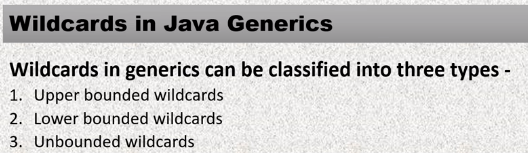 Wildcards in Java Generics
Wildcards in generics can be classified into three types -
1. Upper bounded wildcards
2. Lower bounded wildcards
3. Unbounded wildcards